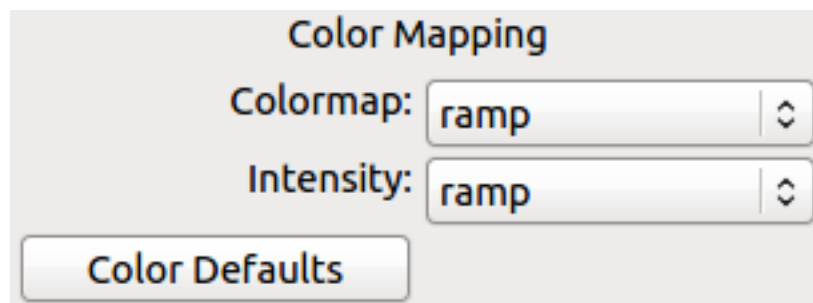 Color Mapping
Colormap: ramp
Intensity: ramp
Color Defaults